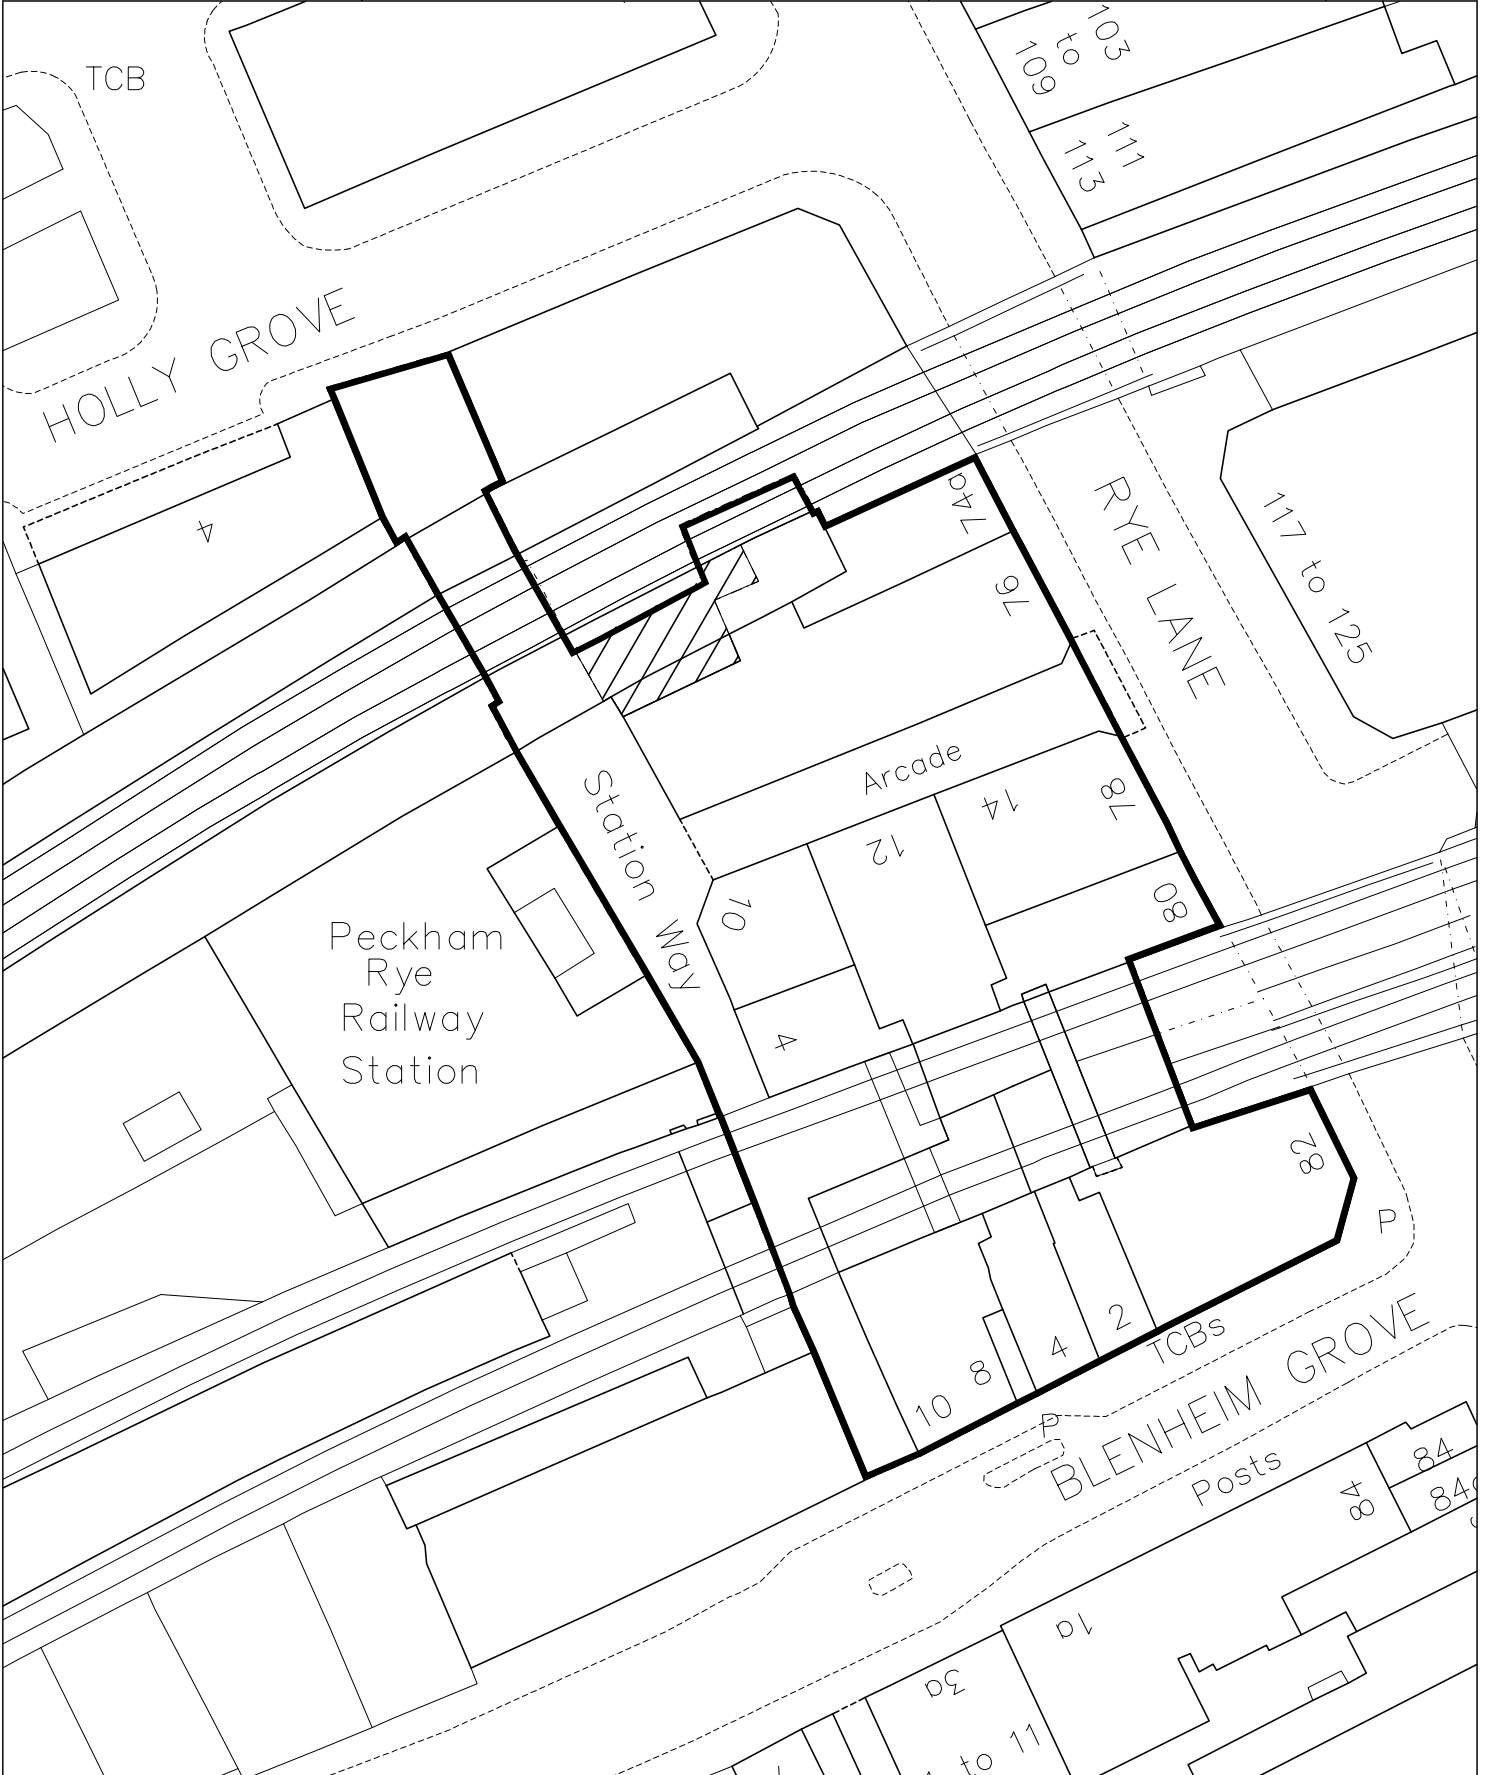 TCB
103
to
109
111
113
HOLLY GROVE
4
74a
76
RYE LANE
117 to 125
Arcade
Station Way
78
14
12
80
10
Peckham
Rye
Railway
Station
4
82
P
2
TCBs
4
8
10
P
BLENHEIM GROVE
Posts
84
84
1a
3a
to 11